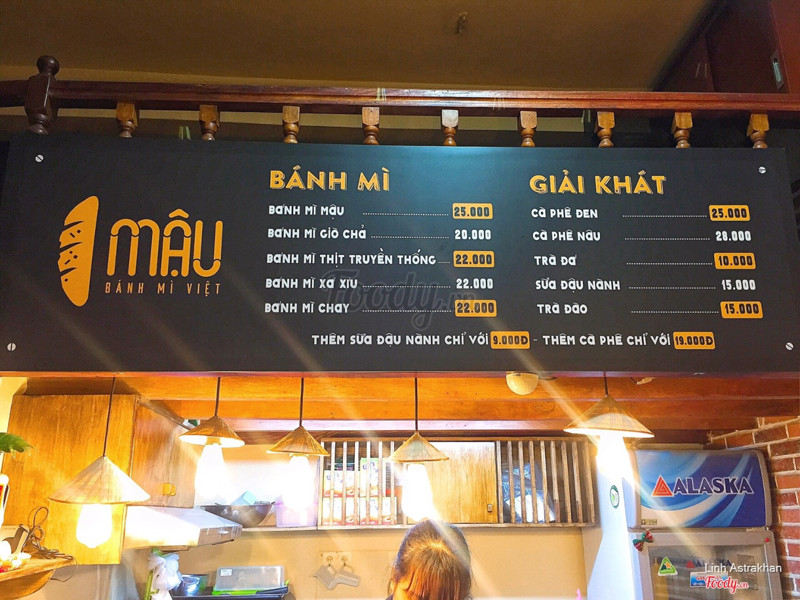 MẬU
BÁNH MÌ VIỆT
BÁNH MÌ
BÁNH MÌ MẬU 25.000
BÁNH MÌ GIÒ CHẢ 20.000
BÁNH MÌ THỊT TRUYỀN THỐNG 22.000
BÁNH MÌ XÁ XÍU 22.000
BÁNH MÌ CHAY 22.000
GIẢI KHÁT
CÀ PHÊ ĐEN 25.000
CÀ PHÊ NÂU 28.000
TRÀ ĐÁ 10.000
SỮA ĐẬU NÀNH 15.000
TRÀ ĐÀO 15.000
THÊM SỮA ĐẬU NÀNH CHỈ VỚI 9.000Đ - THÊM CÀ PHÊ CHỈ VỚI 19.000Đ
Foody.vn
ALASKA
Linh Astrakhan
Foody.vn